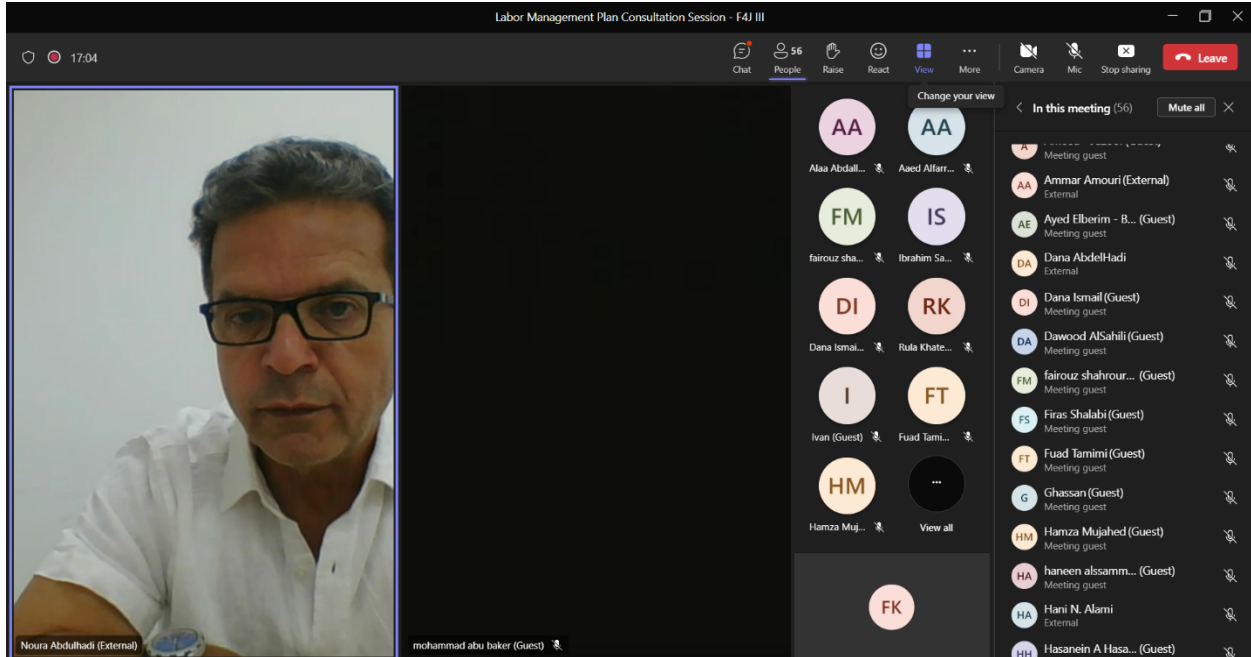 Labor Management Plan Consultation Session - F4J III
17:04
56
Chat
People
Raise
React
View
More
Camera
Mic
Stop sharing
Leave
Change your view
Noura Abdulhadi (External)
mohammad abu baker (Guest)
AA
AA
Alaa Abdall...
Aaed Alfarr...
FM
IS
fairouz sha...
Ibrahim Sa...
DI
RK
Dana Ismai...
Rula Khate...
I
FT
Ivan (Guest)
Fuad Tami...
HM
...
Hamza Muj...
View all
FK
In this meeting (56)
Mute all
A
Meeting guest
AA
Ammar Amouri (External)
External
AE
Ayed Elberim - B... (Guest)
Meeting guest
DA
Dana AbdelHadi
External
DI
Dana Ismail (Guest)
Meeting guest
DA
Dawood AlSahili (Guest)
Meeting guest
FM
fairouz shahrour... (Guest)
Meeting guest
FS
Firas Shalabi (Guest)
Meeting guest
FT
Fuad Tamimi (Guest)
Meeting guest
G
Ghassan (Guest)
Meeting guest
HM
Hamza Mujahed (Guest)
Meeting guest
HA
haneen alssamm... (Guest)
Meeting guest
HA
Hani N. Alami
External
HH
Hasanein A Hasa... (Guest)